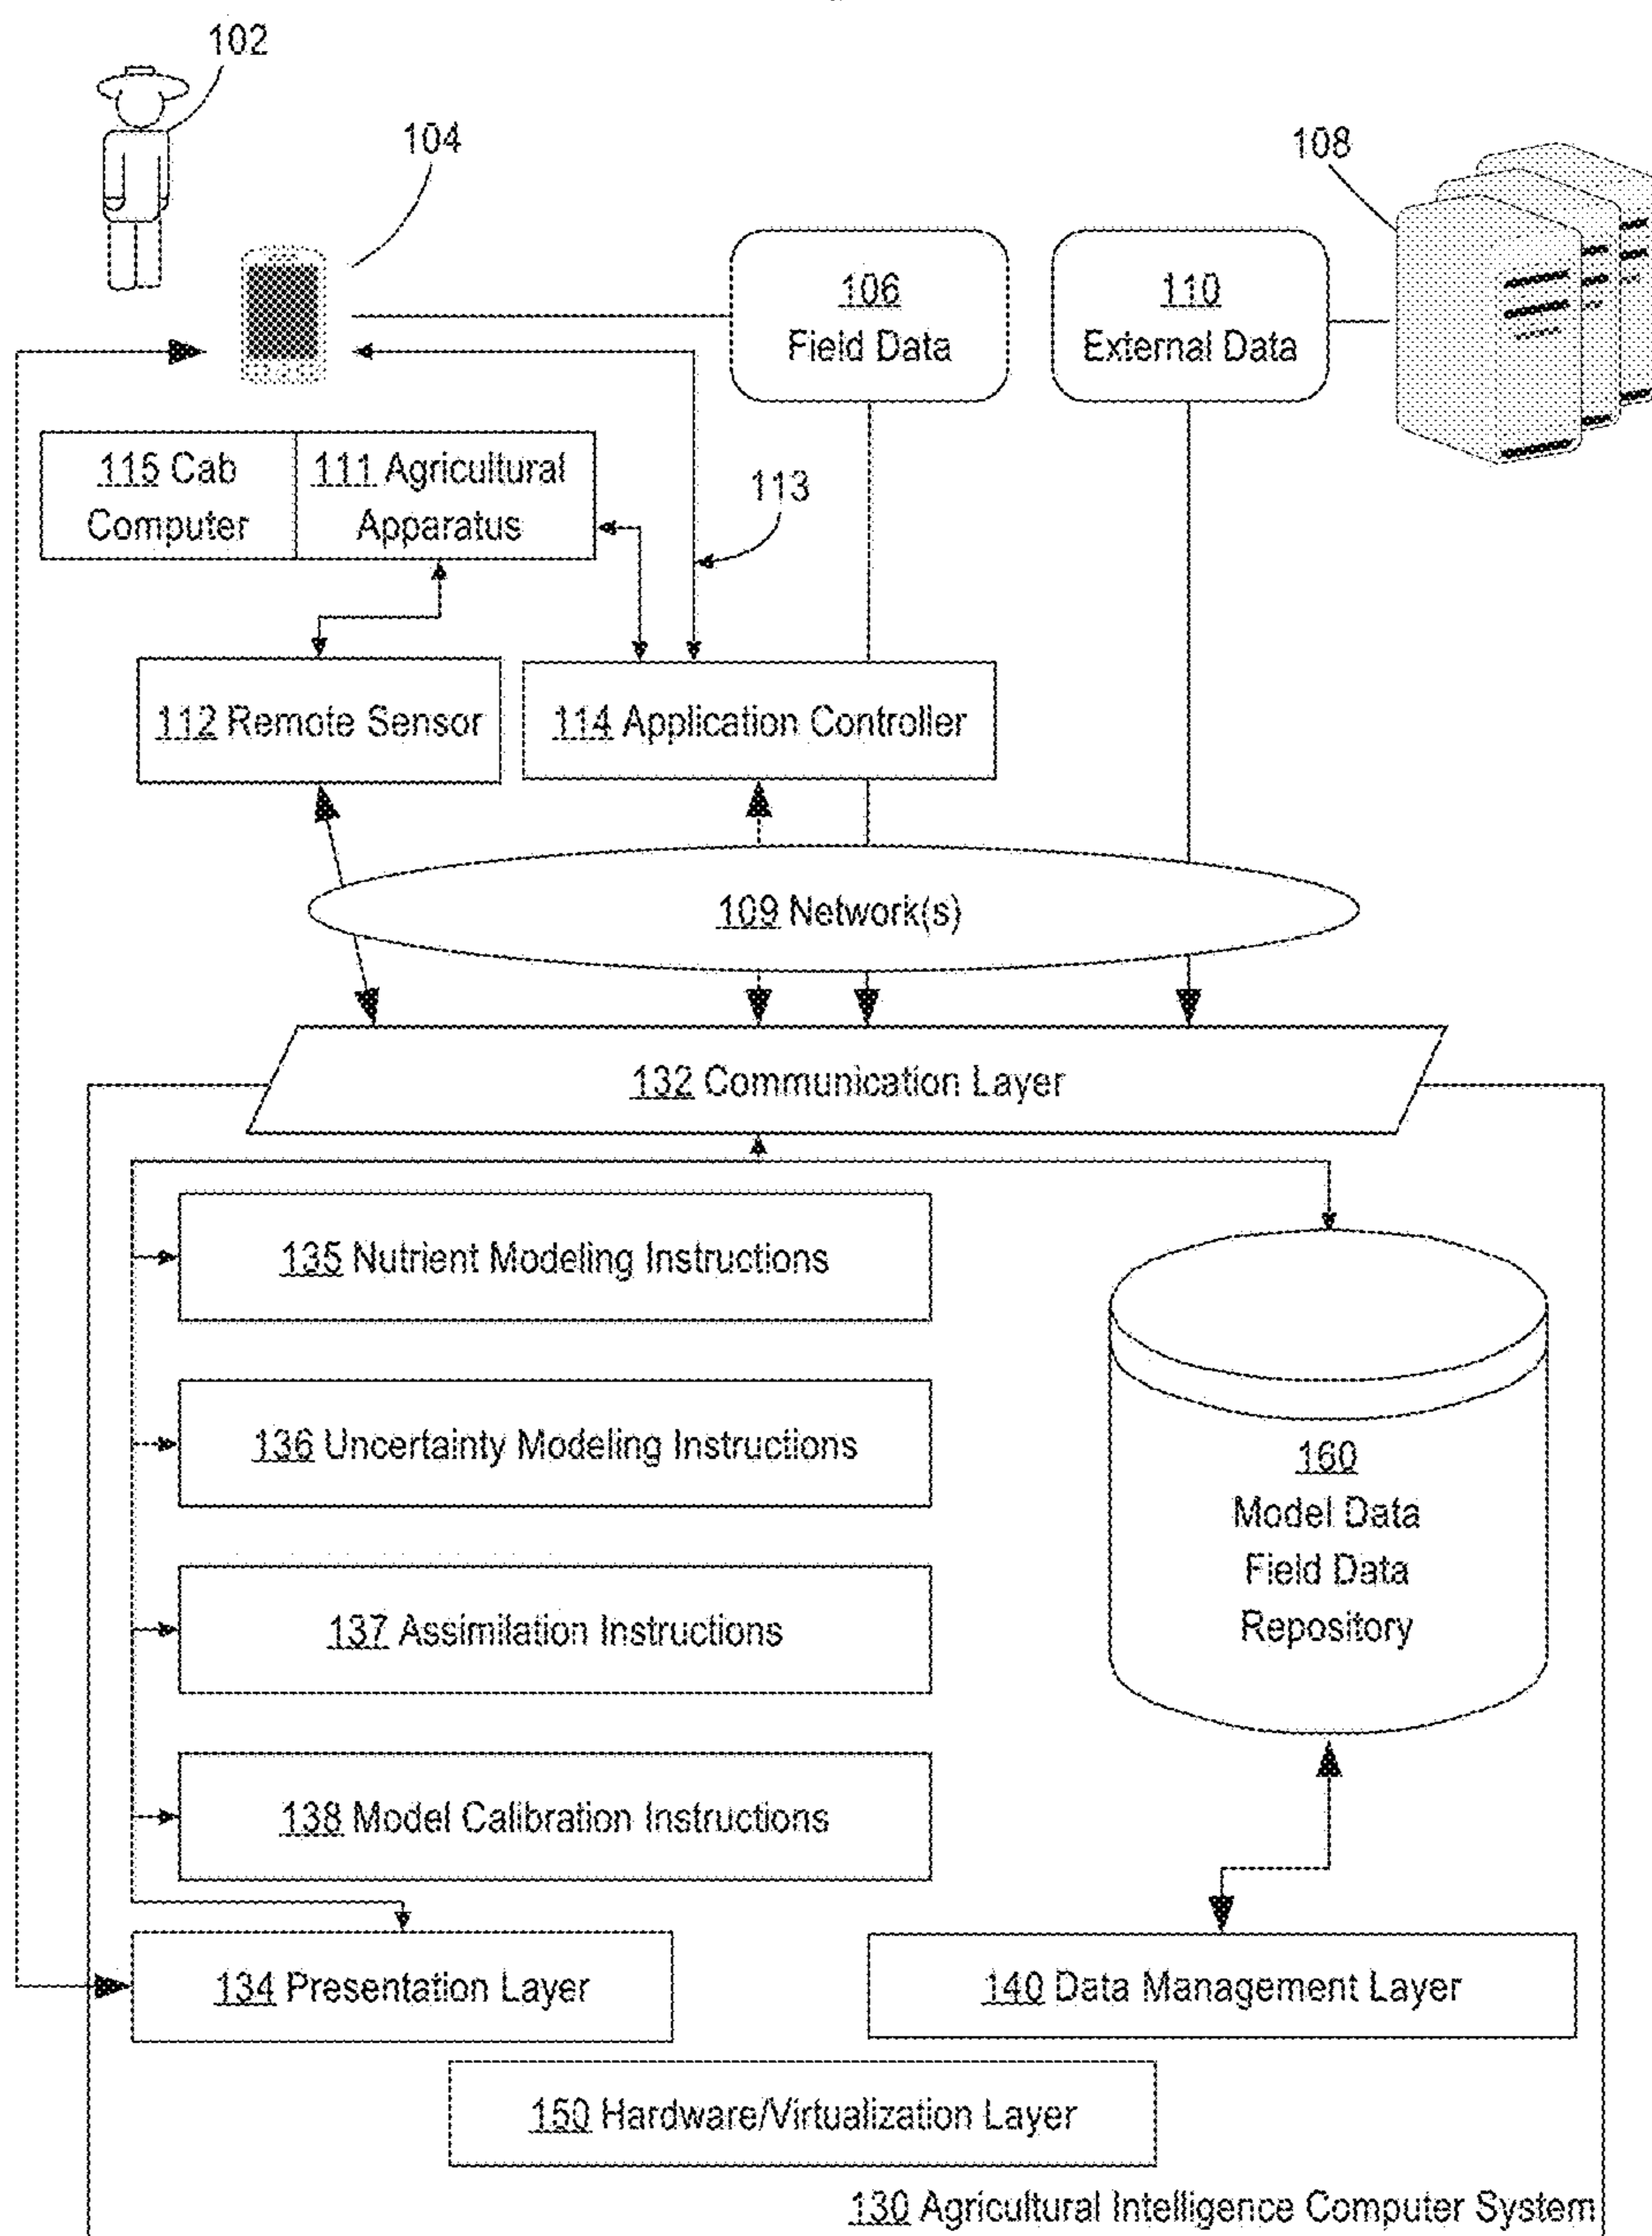 102
104
108
106
Field Data
110
External Data
115 Cab
Computer
111 Agricultural
Apparatus
113
112 Remote Sensor
114 Application Controller
109 Network(s)
132 Communication Layer
135 Nutrient Modeling Instructions
136 Uncertainty Modeling Instructions
160
Model Data
Field Data
Repository
137 Assimilation Instructions
138 Model Calibration Instructions
134 Presentation Layer
140 Data Management Layer
150 Hardware/Virtualization Layer
130 Agricultural Intelligence Computer System